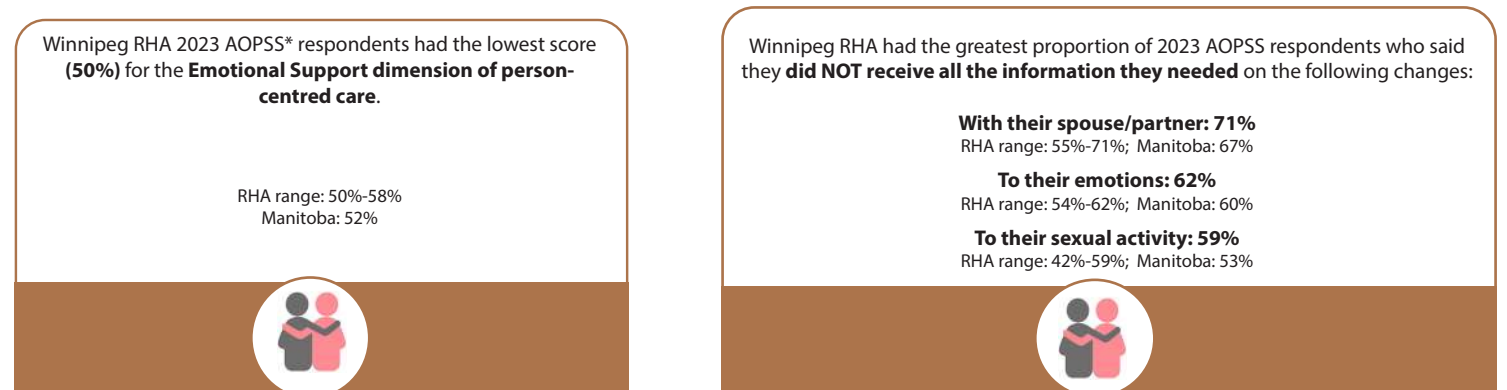 Winnipeg RHA 2023 AOPSS* respondents had the lowest score
(50%) for the Emotional Support dimension of person-
centred care.
RHA range: 50%-58%
Manitoba: 52%
Winnipeg RHA had the greatest proportion of 2023 AOPSS respondents who said
they did NOT receive all the information they needed on the following changes:
With their spouse/partner: 71%
RHA range: 55%-71%; Manitoba: 67%
To their emotions: 62%
RHA range: 54%-62%; Manitoba: 60%
To their sexual activity: 59%
RHA range: 42%-59%; Manitoba: 53%